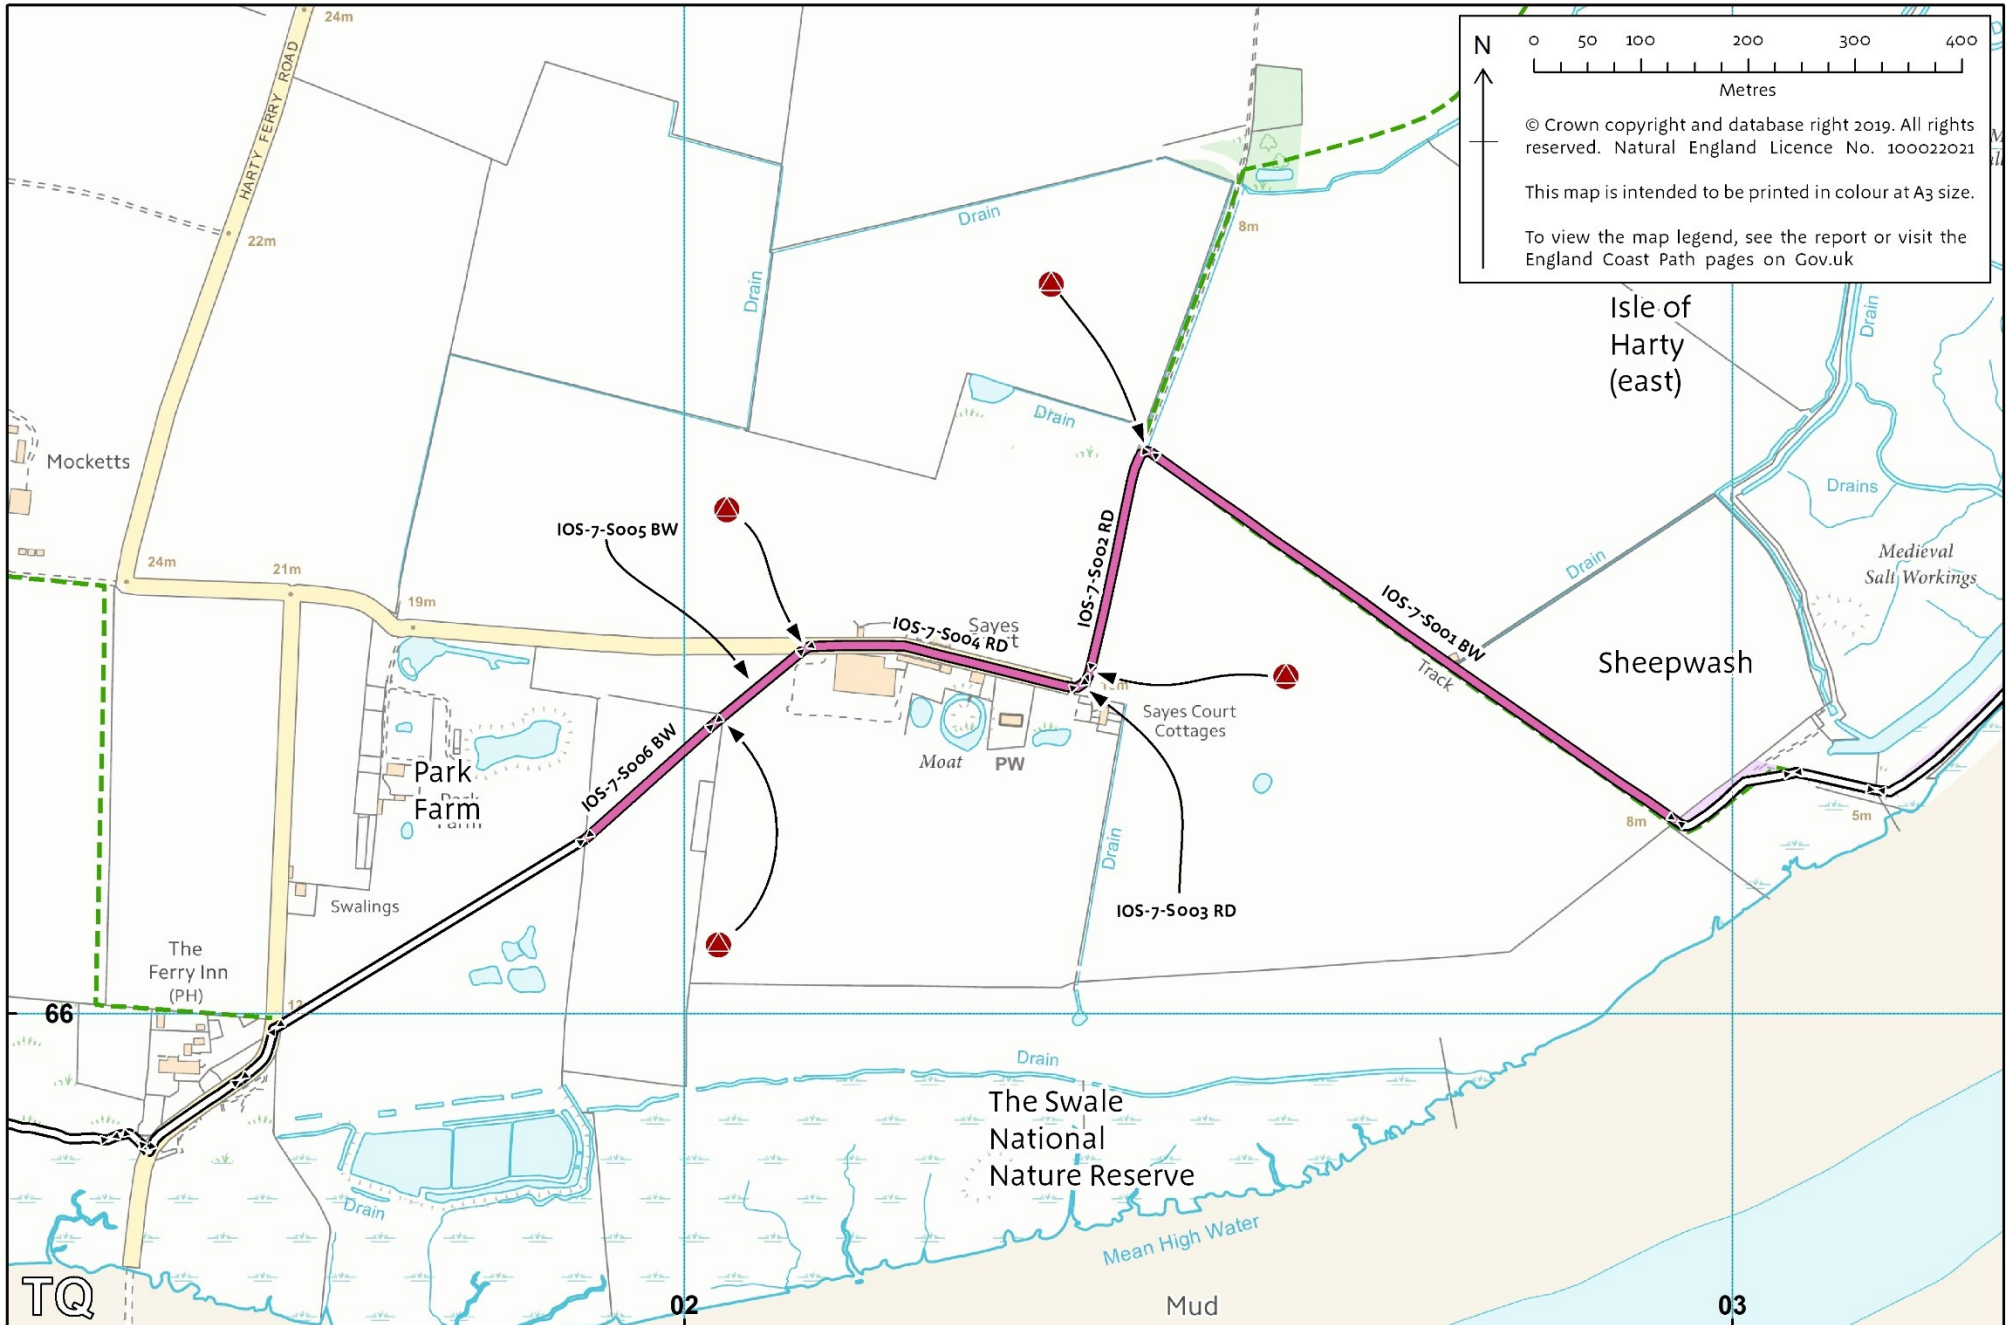 24m
HARTY FERRY ROAD
22m
Drain
Drain
8m
N
0 50 100 200 300 400
Metres
© Crown copyright and database right 2019. All rights
reserved. Natural England Licence No. 100022021
This map is intended to be printed in colour at A3 size.
To view the map legend, see the report or visit the
England Coast Path pages on Gov.uk
Isle of
Harty
(east)
Drain
Mocketts
Drain
Drains
Medieval
Salt Workings
IOS-7-S005 BW
24m
21m
19m
Sayes
IOS-7-S004 RD
IOS-7-S002 RD
IOS-7-S001 BW
Drain
Track
Sheepwash
Sayes Court
Cottages
Moat
PW
IOS-7-S006 BW
Park
Farm
8m
5m
Drain
Swalings
IOS-7-S003 RD
The
Ferry Inn
(PH)
66
Drain
The Swale
National
Nature Reserve
Drain
Mean High Water
TQ
02
Mud
03